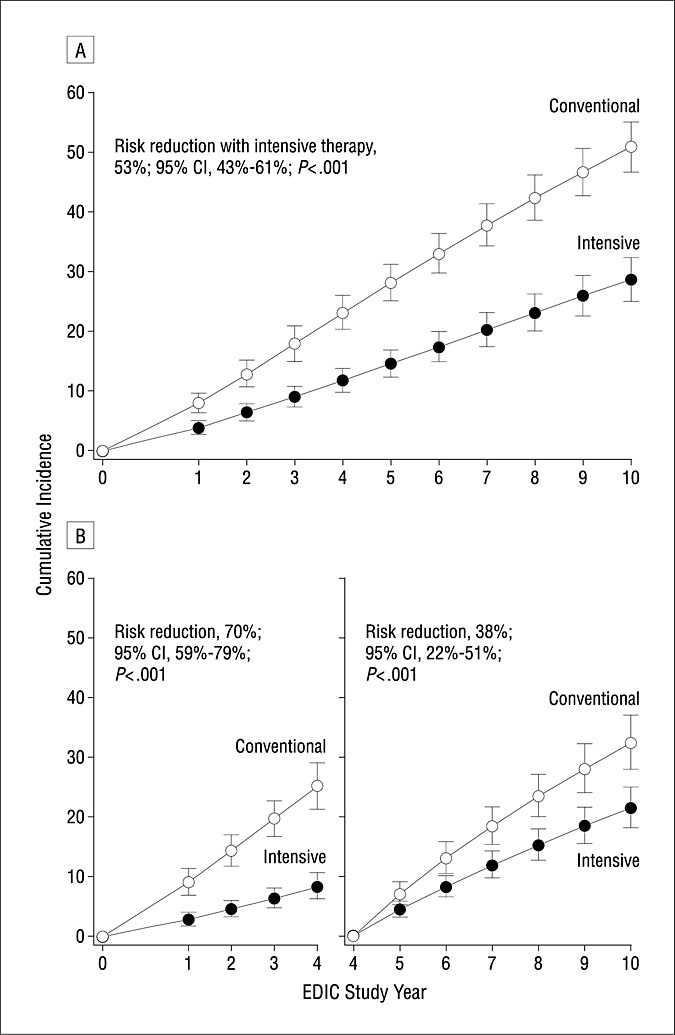 A
60
50
40
30
20
10
0
Conventional
Risk reduction with intensive therapy,
53%; 95% CI, 43%-61%; P<.001
Intensive
0 1 2 3 4 5 6 7 8 9 10
Cumulative Incidence
B
60
50
40
30
20
10
0
Risk reduction, 70%;
95% CI, 59%-79%;
P<.001
Conventional
Intensive
0 1 2 3 4
Risk reduction, 38%;
95% CI, 22%-51%;
P<.001
Conventional
Intensive
4 5 6 7 8 9 10
EDIC Study Year